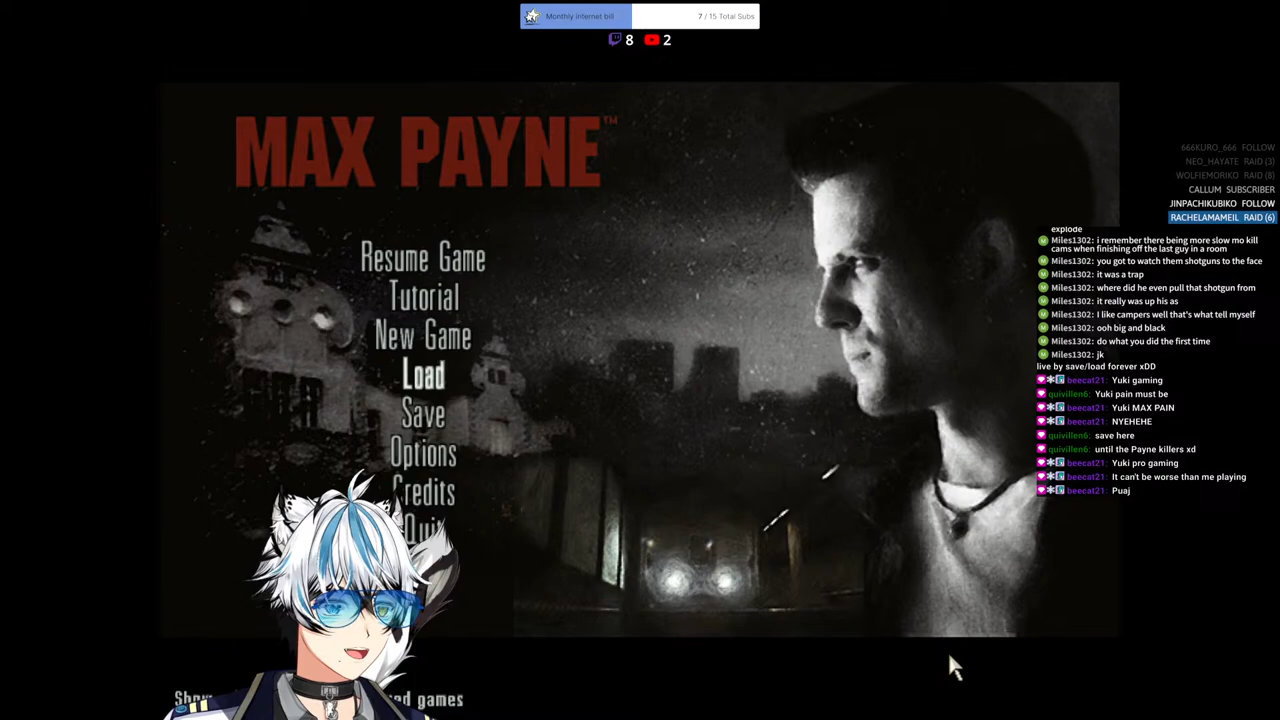 Monthly internet bill
7 / 15 Total Subs
8 2
MAX PAYNE™
Resume Game
Tutorial
New Game
Load
Save
Options
Credits
Qui
games
666KURO_666 FOLLOW
NEO_HAYATE RAID (3)
WOLFIEMORIKO RAID (8)
CALLUM SUBSCRIBER
JINPACHIKUBIKO FOLLOW
RACHELAMAMEIL RAID (6)
explode
Miles1302: i remember there being more slow mo kill
cams when finishing off the last guy in a room
Miles1302: you got to watch them shotguns to the face
Miles1302: it was a trap
Miles1302: where did he even pull that shotgun from
Miles1302: it really was up his as
Miles1302: I like campers well that's what tell myself
Miles1302: ooh big and black
Miles1302: do what you did the first time
Miles1302: jk
live by save/load forever xDD
beecat21: Yuki gaming
quivillen6: Yuki pain must be
beecat21: Yuki MAX PAYN
beecat21: NYEHEHE
quivillen6: save here
quivillen6: until the Payne killers xd
beecat21: Yuki pro gaming
beecat21: It can't be worse than me playing
beecat21: Puaj